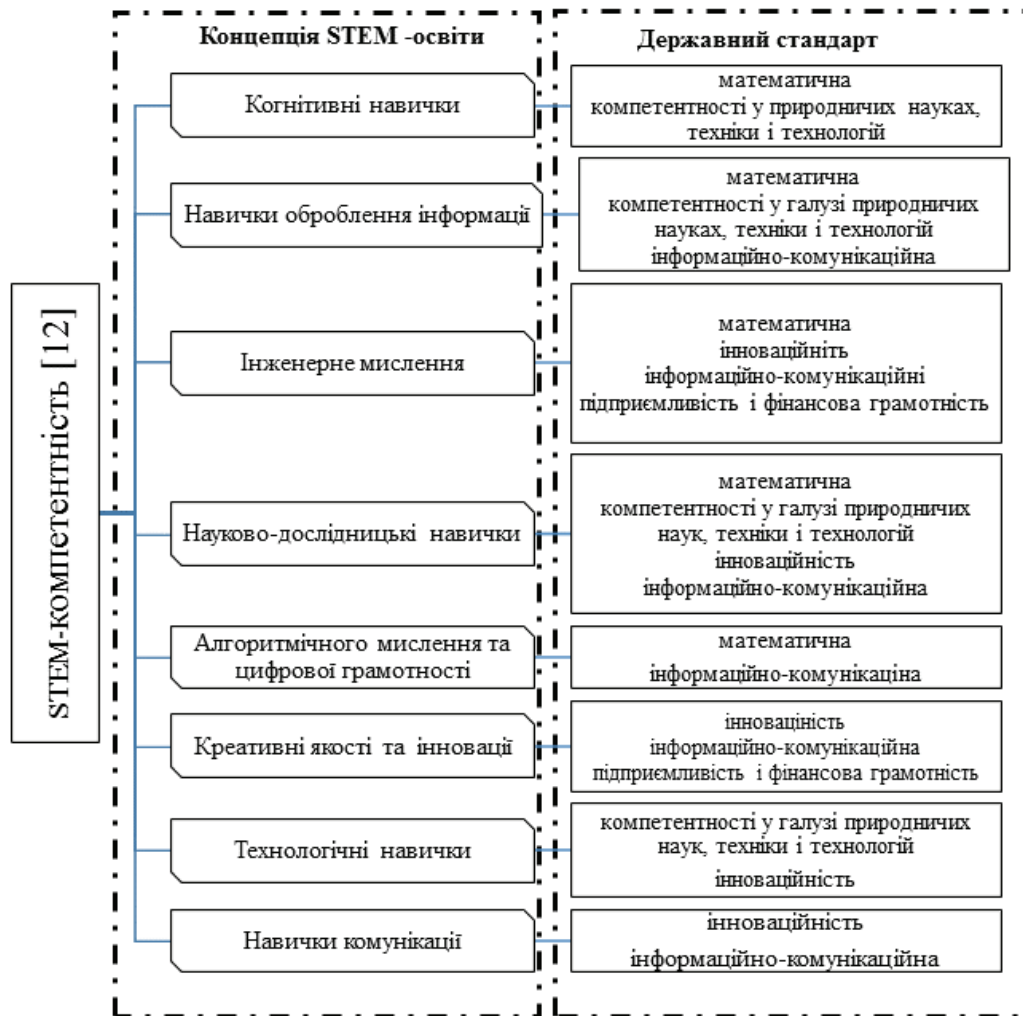 STEM-компетентність [12]
Концепція STEM -освіти
Державний стандарт
Когнітивні навички
математична
компетентності у природничих науках,
техніки і технологій
Навички оброблення інформації
математична
компетентності у галузі природничих
науках, техніки і технологій
інформаційно-комунікаційна
Інженерне мислення
математична
інноваційніть
інформаційно-комунікаційні
підприємливість і фінансова грамотність
Науково-дослідницькі навички
математична
компетентності у галузі природничих
наук, техніки і технологій
інноваційність
інформаційно-комунікаційна
Алгоритмічного мислення та
цифрової грамотності
математична
інформаційно-комунікаціна
Креативні якості та інновації
інноваціність
інформаційно-комунікаційна
підприємливість і фінансова грамотність
Технологічні навички
компетентності у галузі природничих
наук, техніки і технологій
інноваційність
Навички комунікації
інноваційність
інформаційно-комунікаційна